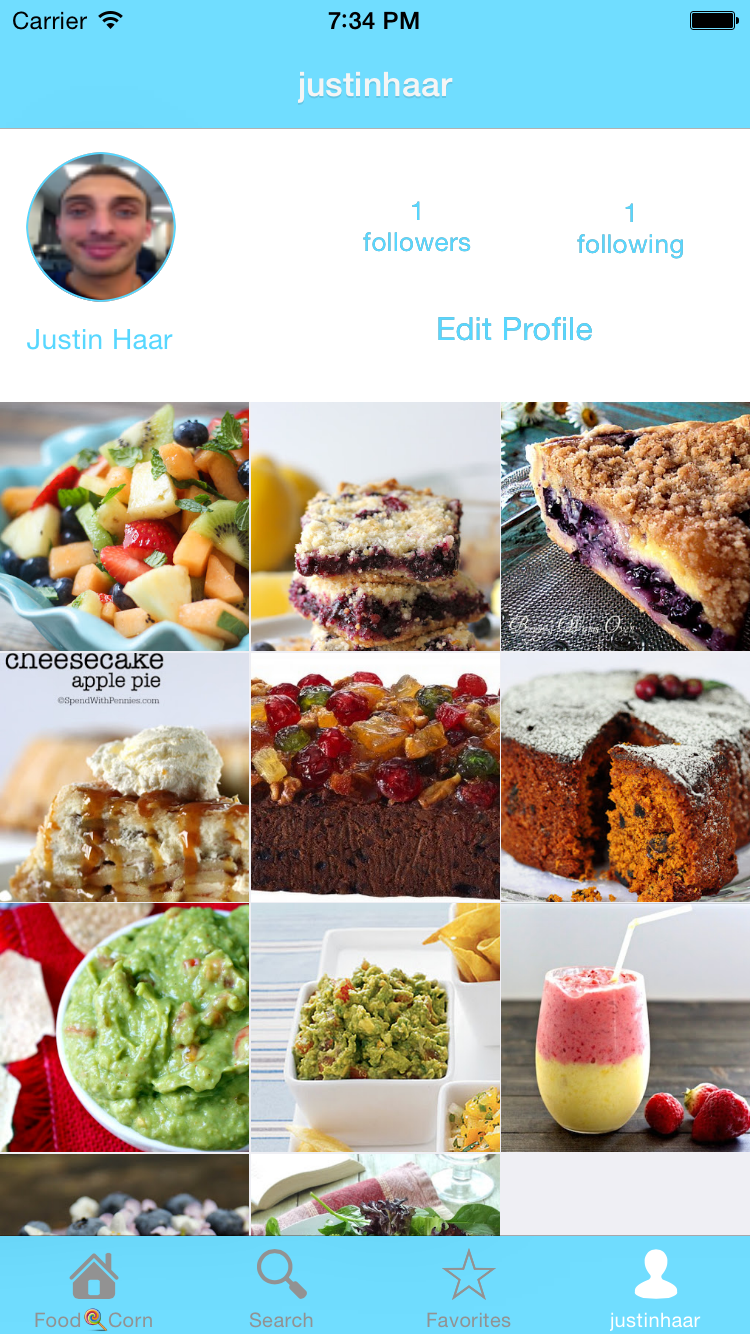 Carrier 7:34 PM
justinhaar
1
followers
1
following
Justin Haar
Edit Profile
cheesecake
apple pie
©SpendWithPennies.com
Food Corn
Search
Favorites
justinhaar